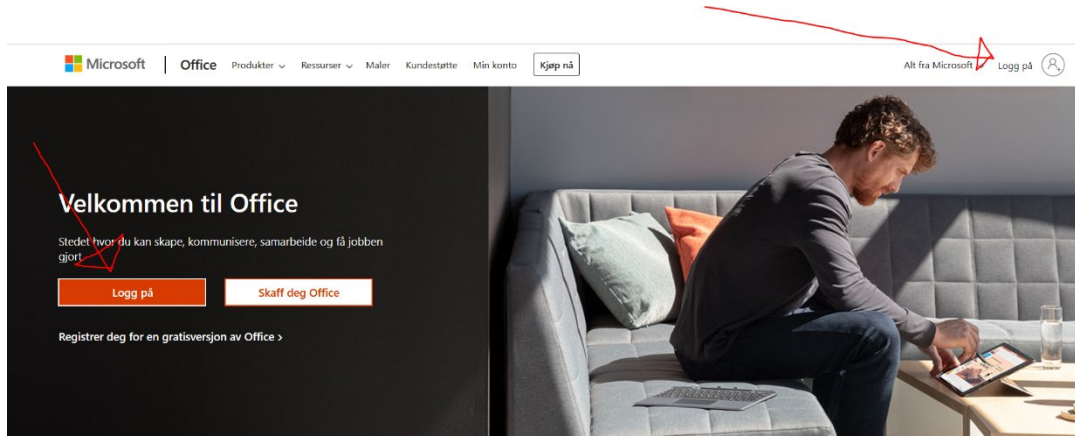 Microsoft Office Produkter Ressurser Maler Kundestøtte Min konto Kjøp nå Alt fra Microsoft Logg på
Velkommen til Office
Stedet hvor du kan skape, kommunisere, samarbeide og få jobben
gjort
Logg på Skaff deg Office
Registrer deg for en gratisversjon av Office >